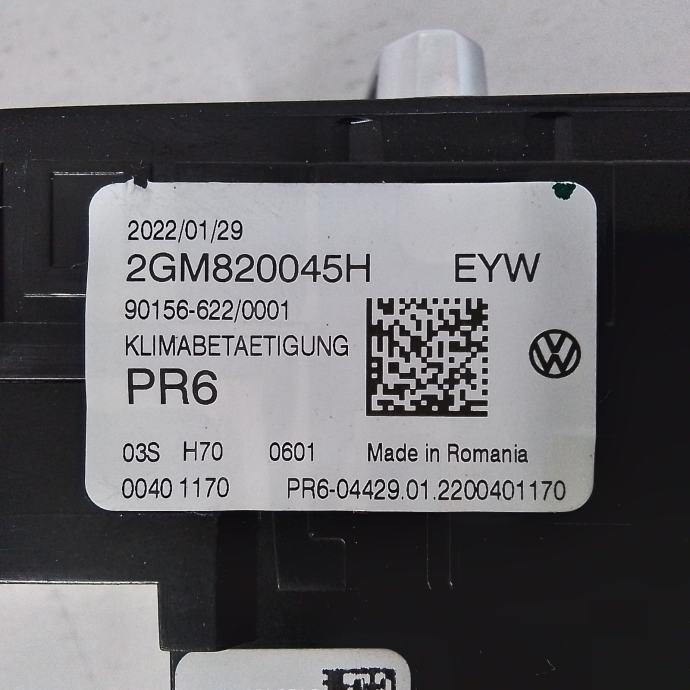 2022/01/29
2GM820045H EYW
90156-622/0001
KLIMABETAETIGUNG
PR6
03S H70 0601 Made in Romania
0040 1170 PR6-04429.01.2200401170